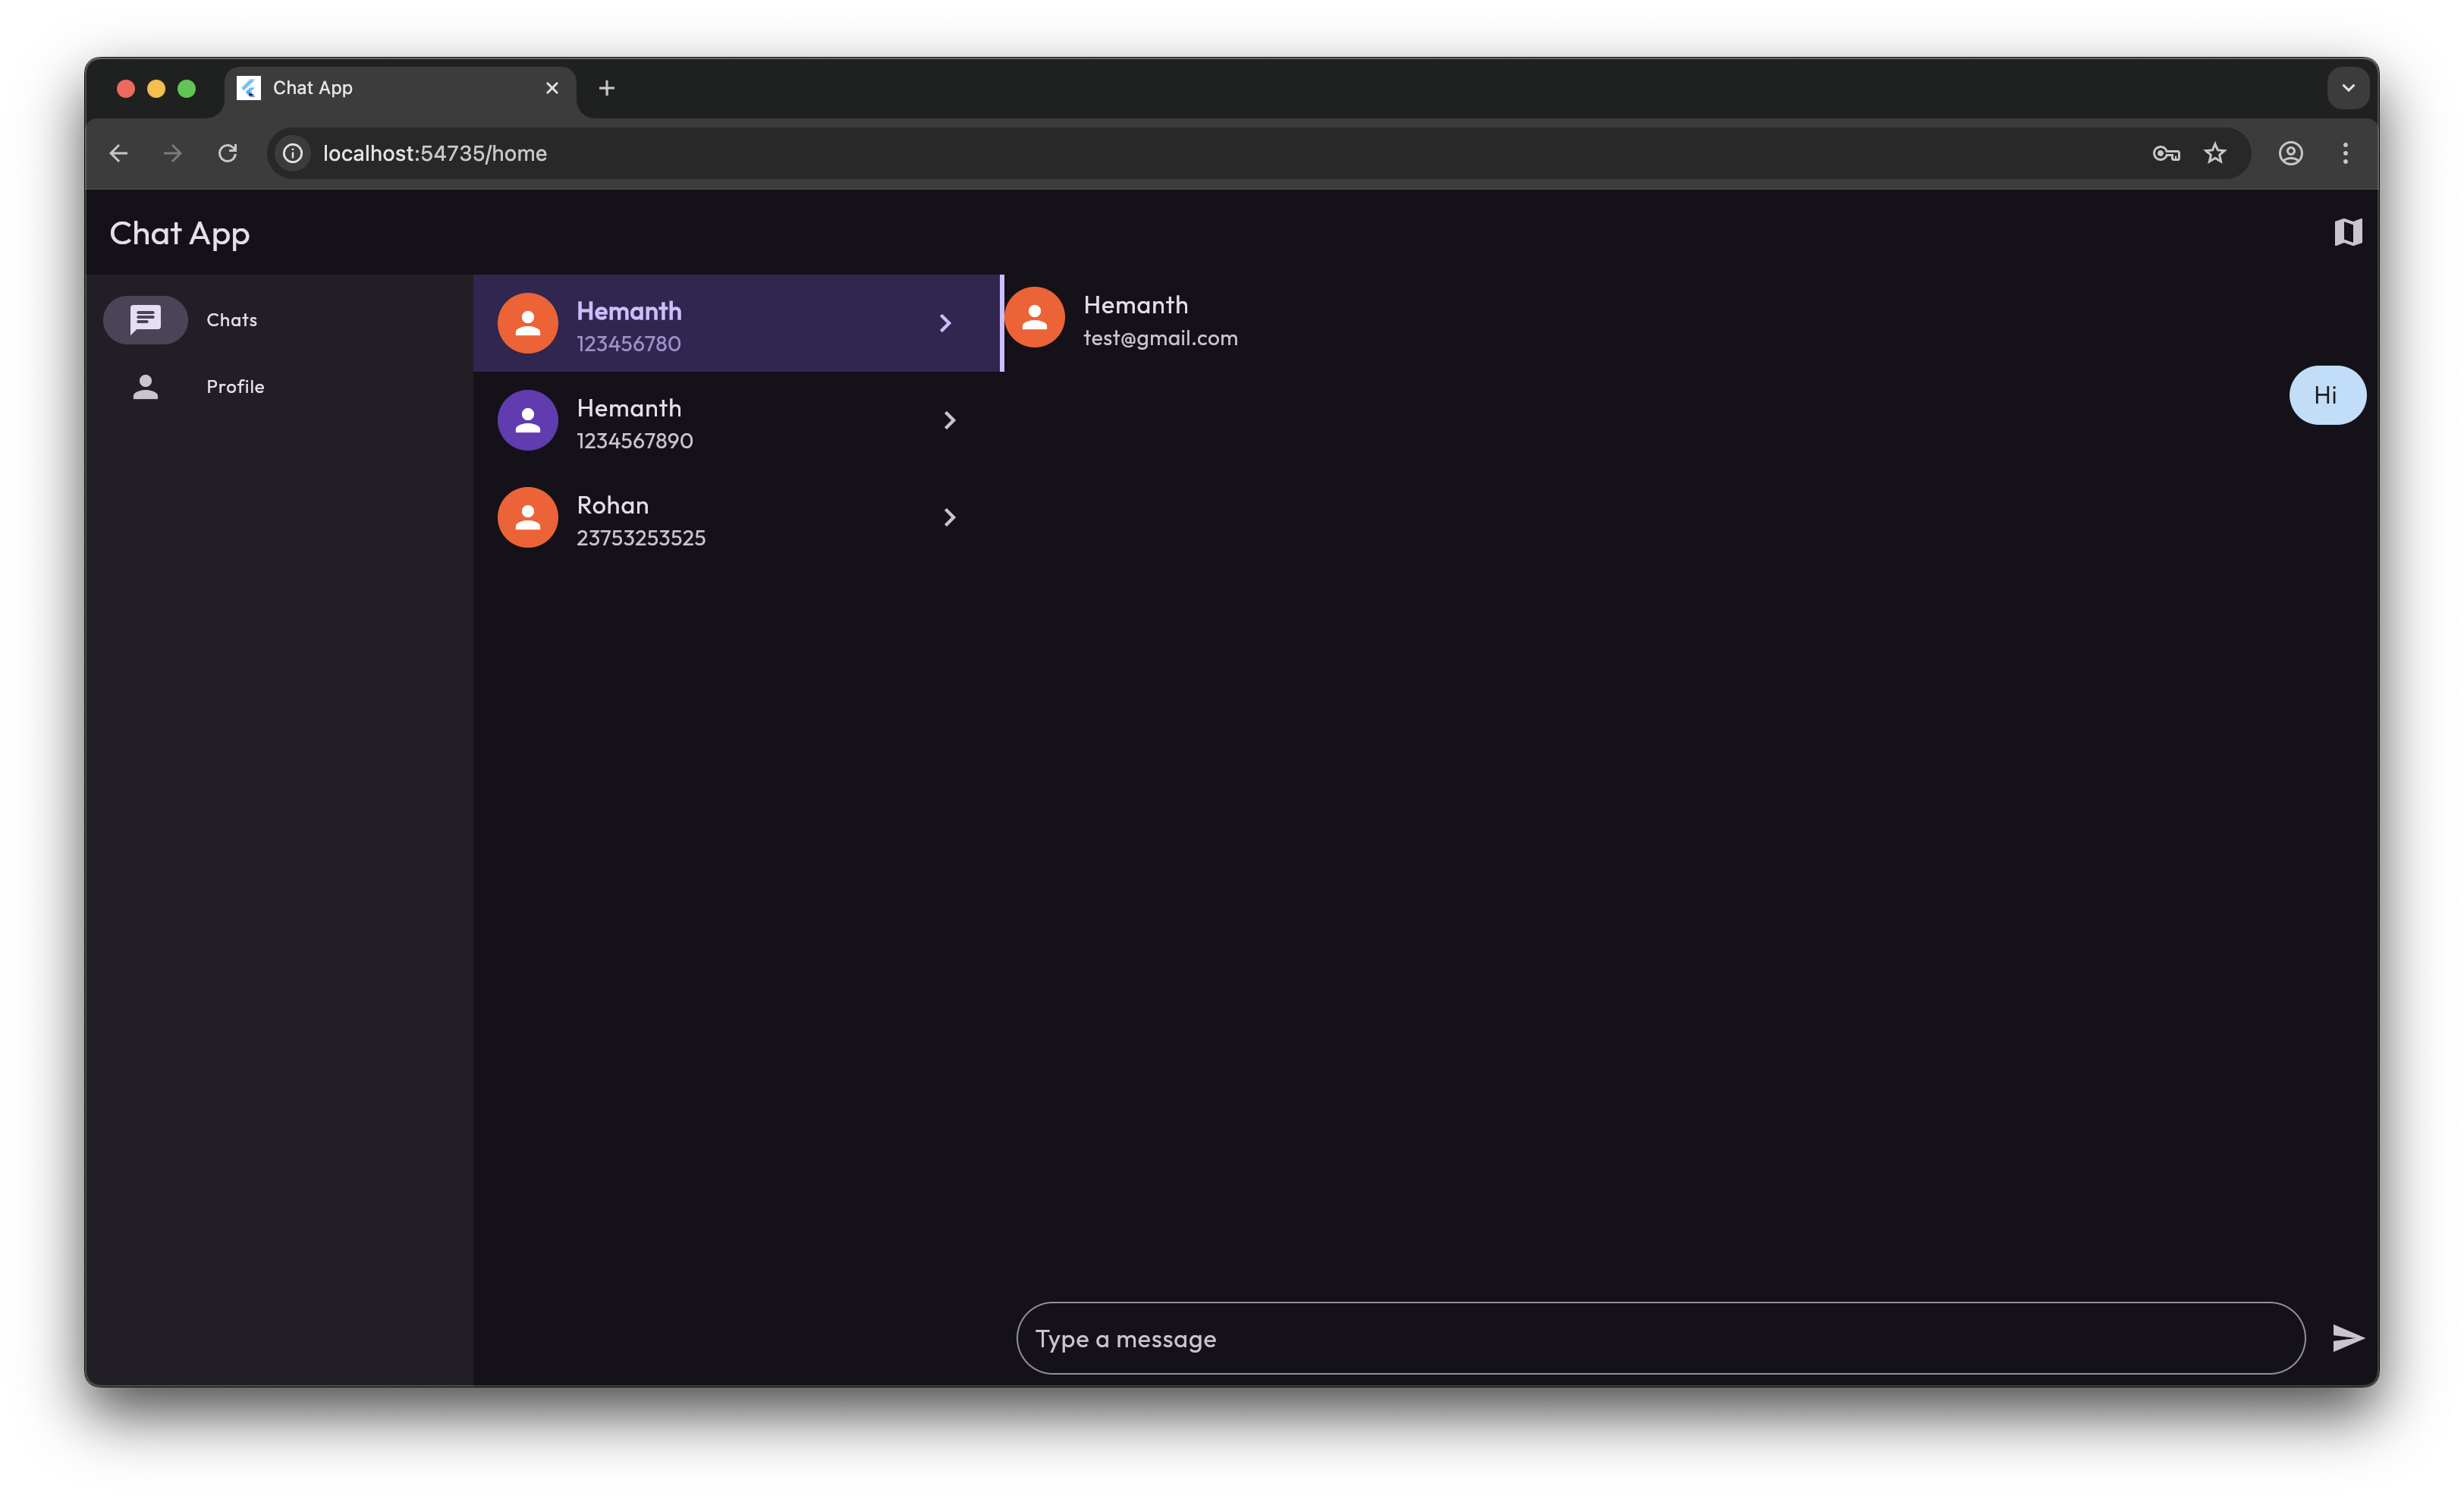 Chat App
localhost:54735/home
Chat App
Chats
Profile
Hemanth
123456780
Hemanth
1234567890
Rohan
23753253525
Hemanth
test@gmail.com
Hi
Type a message